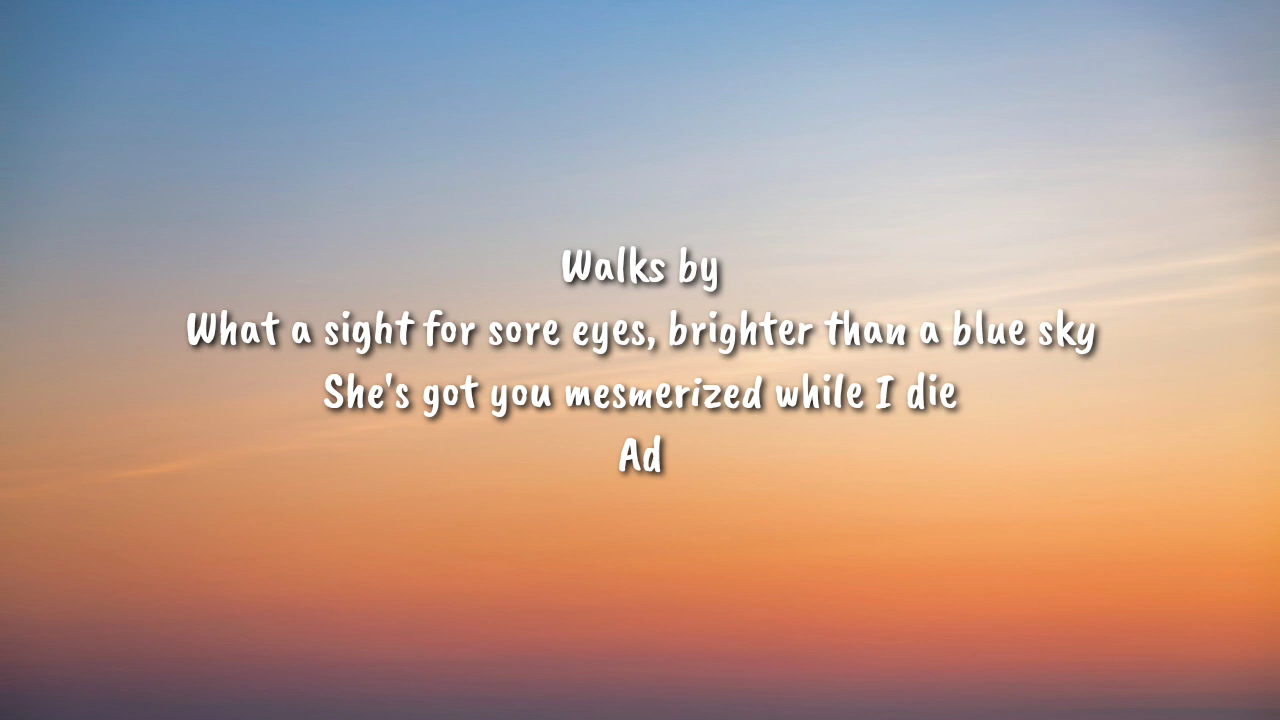 Walks by
What a sight for sore eyes, brighter than a blue sky
She's got you mesmerized while I die
Ad